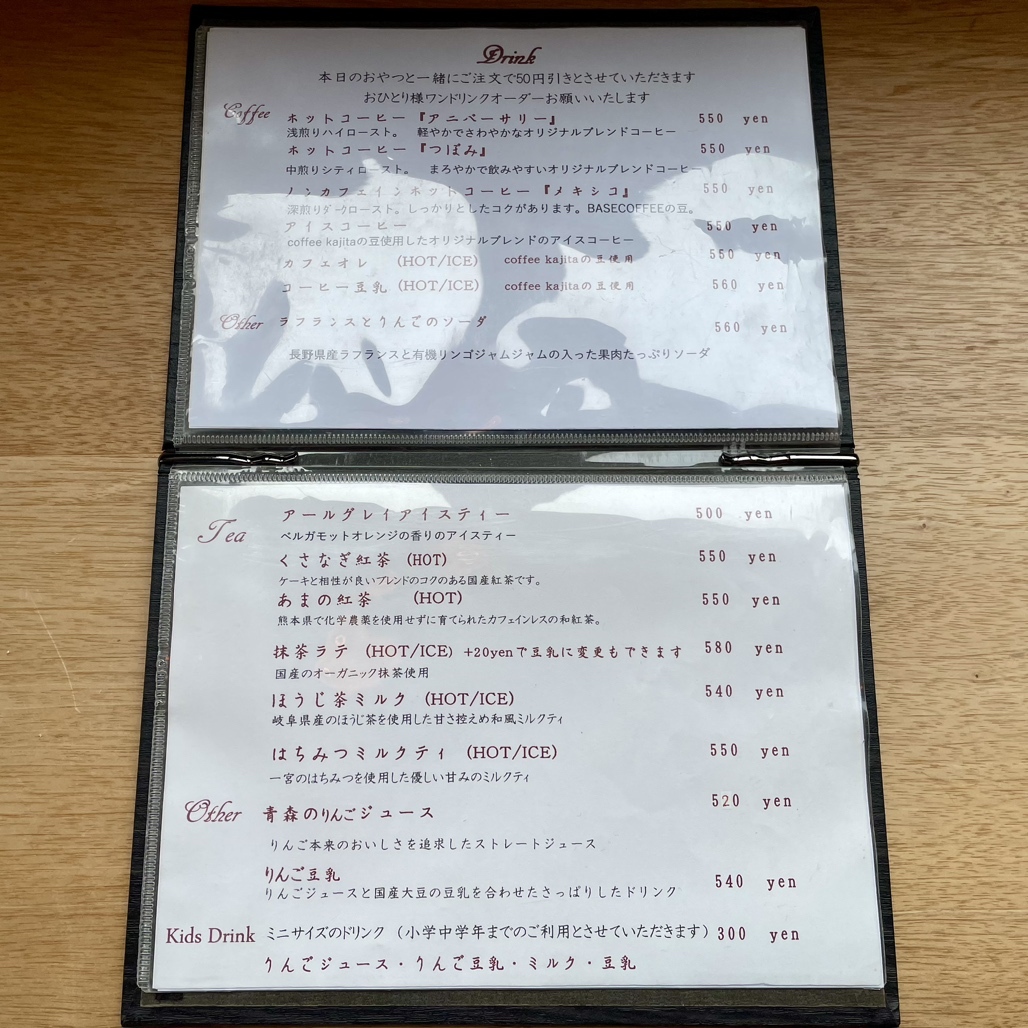 Drink
本日のおやつと一緒にご注文で50円引きとさせていただきます
おひとり様ワンドリンクオーダーお願いいたします
Coffee
ホットコーヒー『アニバーサリー』 550 yen
浅煎りハイロースト。 軽やかでさわやかなオリジナルブレンドコーヒー
ホットコーヒー『つぼみ』 550 yen
中煎りシティロースト。 まろやかで飲みやすいオリジナルブレンドコーヒー
ノンカフェインホットコーヒー『メキシコ』 550 yen
深煎りダークロースト。しっかりとしたコクがあります。BASECOFFEEの豆。
アイスコーヒー 550 yen
coffee kajitaの豆使用したオリジナルブレンドのアイスコーヒー
カフェオレ (HOT/ICE) coffee kajitaの豆使用 550 yen
コーヒー豆乳 (HOT/ICE) coffee kajitaの豆使用 560 yen
Other ラフランスとりんごのソーダ 560 yen
長野県産ラフランスと有機リンゴジャムジャムの入った果肉たっぷりソーダ
Tea
アールグレイアイスティー 500 yen
ベルガモットオレンジの香りのアイスティー
くさなぎ紅茶 (HOT) 550 yen
ケーキと相性が良いブレンドのコクのある国産紅茶です。
あまの紅茶 (HOT) 550 yen
熊本県で化学農薬を使用せずに育てられたカフェインレスの和紅茶。
抹茶ラテ (HOT/ICE) +20yenで豆乳に変更もできます 580 yen
国産のオーガニック抹茶使用
ほうじ茶ミルク (HOT/ICE) 540 yen
岐阜県産のほうじ茶を使用した甘さ控えめ和風ミルクティ
はちみつミルクティ (HOT/ICE) 550 yen
一宮のはちみつを使用した優しい甘みのミルクティ
Other 青森のりんごジュース 520 yen
りんご本来のおいしさを追求したストレートジュース
りんご豆乳 540 yen
りんごジュースと国産大豆の豆乳を合わせたさっぱりしたドリンク
Kids Drink ミニサイズのドリンク（小学中学年までのご利用とさせていただます）300 yen
りんごジュース・りんご豆乳・ミルク・豆乳